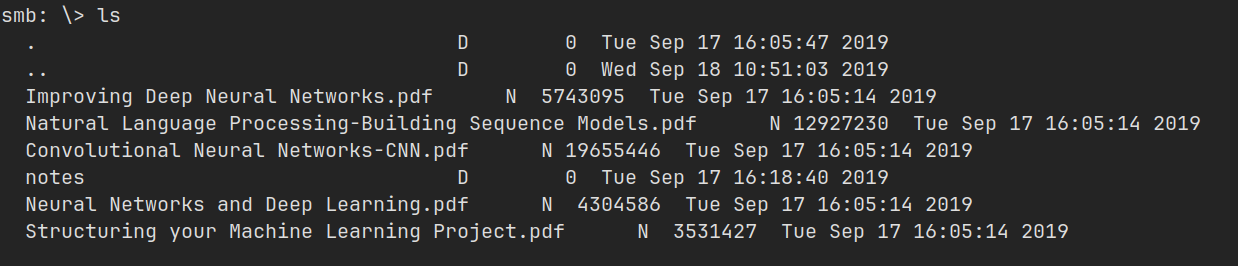 smb: \> ls
  .                                   D        0  Tue Sep 17 16:05:47 2019
  ..                                  D        0  Wed Sep 18 10:51:03 2019
  Improving Deep Neural Networks.pdf      N  5743095  Tue Sep 17 16:05:14 2019
  Natural Language Processing-Building Sequence Models.pdf      N 12927230  Tue Sep 17 16:05:14 2019
  Convolutional Neural Networks-CNN.pdf      N 19655446  Tue Sep 17 16:05:14 2019
  notes                               D        0  Tue Sep 17 16:18:40 2019
  Neural Networks and Deep Learning.pdf      N  4304586  Tue Sep 17 16:05:14 2019
  Structuring your Machine Learning Project.pdf      N  3531427  Tue Sep 17 16:05:14 2019